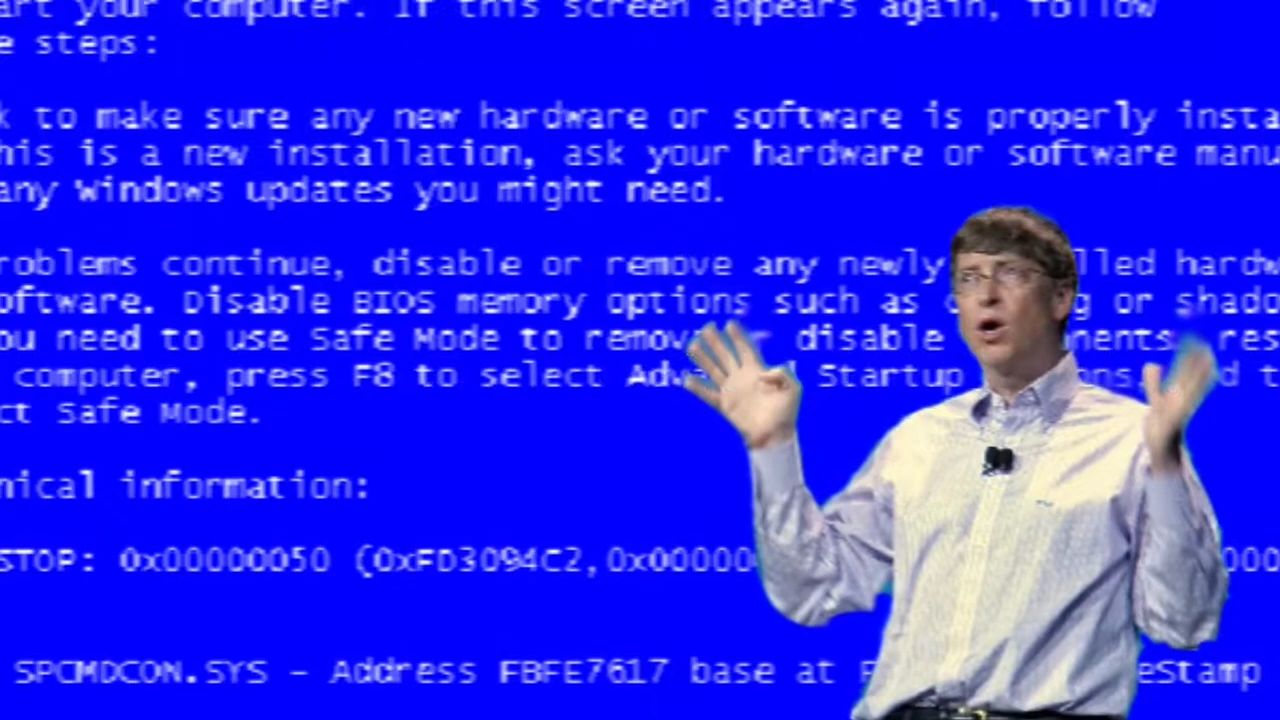 art your computer. If this screen appears again, follow
e steps:
k to make sure any new hardware or software is properly insta
his is a new installation, ask your hardware or software manu
any Windows updates you might need.
roblems continue, disable or remove any newly lled hardw
oftware. Disable BIOS memory options such as g or shado
ou need to use Safe Mode to remov disable nents, res
computer, press F8 to select Adva Startup ons, d t
ct Safe Mode.
nical information:
STOP: 0x00000050 (0xFD3094C2,0x00000 000
SPCMDCON.SYS - Address FBFE7617 base at eStamp